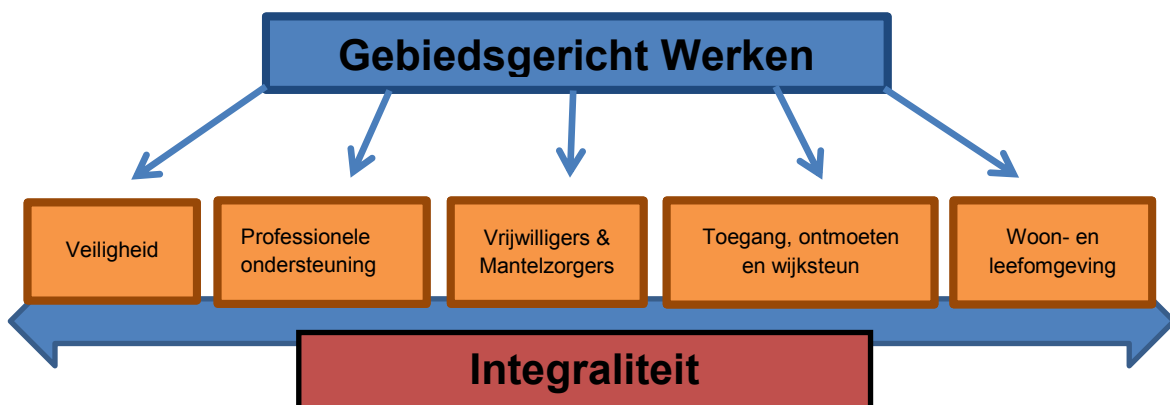 Gebiedsgericht Werken
Veiligheid
Professionele
ondersteuning
Vrijwilligers &
Mantelzorgers
Toegang, ontmoeten
en wijksteun
Woon- en
leefomgeving
Integraliteit